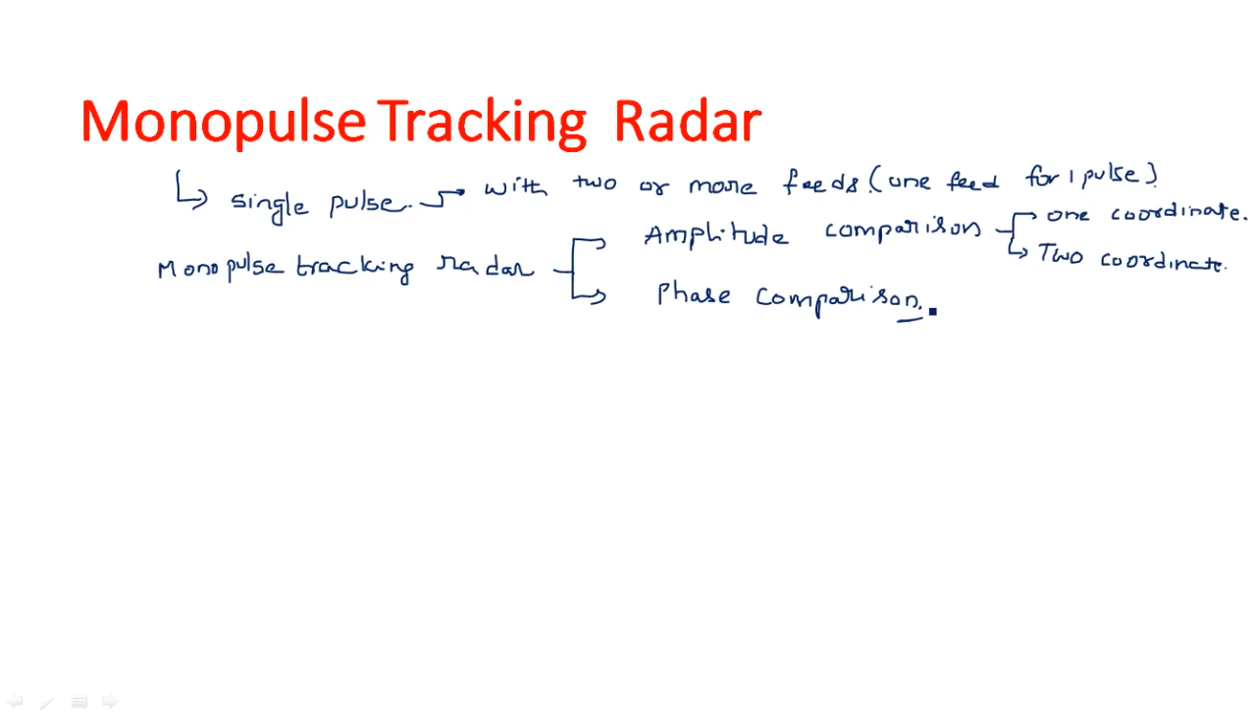 Monopulse Tracking Radar
single pulse. with two or more feeds. (one feed for 1 pulse).
Amplitude comparison one coordinate.
Monopulse tracking radar Two coordinate.
Phase comparison.